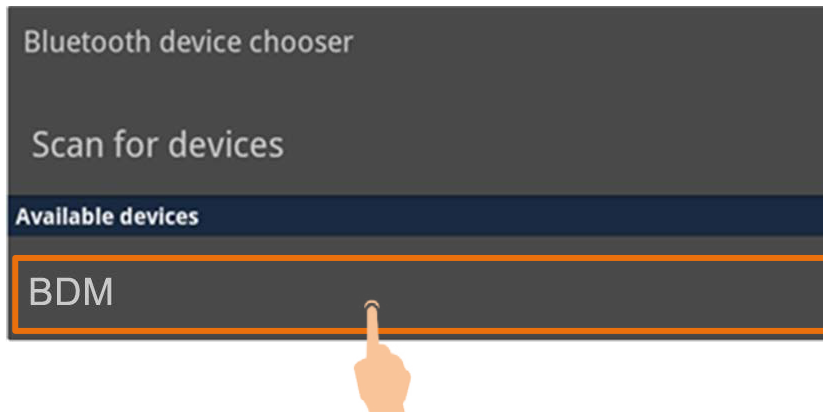 Bluetooth device chooser
Scan for devices
Available devices
BDM